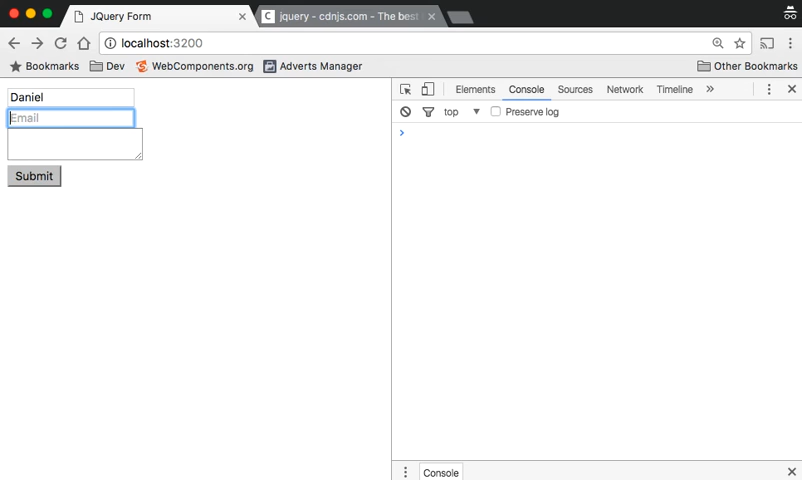 JQuery Form
jquery - cdnjs.com - The best
localhost:3200
Bookmarks Dev WebComponents.org Adverts Manager Other Bookmarks
Daniel
Email
Submit
Elements Console Sources Network Timeline »
top Preserve log
>
Console